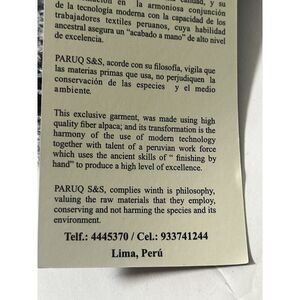 en la armoniosa conjunción
de la tecnología moderna con la capacidad de los
trabajadores textiles peruanos, cuya habilidad
ancestral asegura un "acabado a mano" de alto nivel
de excelencia.
PARUQ S&S, acorde con su filosofía, vigila que
las materias primas que usa, no perjudiquen la
conservación de las especies y el medio
ambiente.
This exclusive garment, was made using high
quality fiber alpaca; and its transformation is the
harmony of the use of modern technology
together with talent of a peruvian work force
which uses the ancient skills of " finishing by
hand" to produce a high level of excellence.
PARUQ S&S, complies winth is philosophy,
valuing the raw materials that they employ,
conserving and not harming the species and its
environment.
Telf.: 4445370 / Cel.: 933741244
Lima, Perú